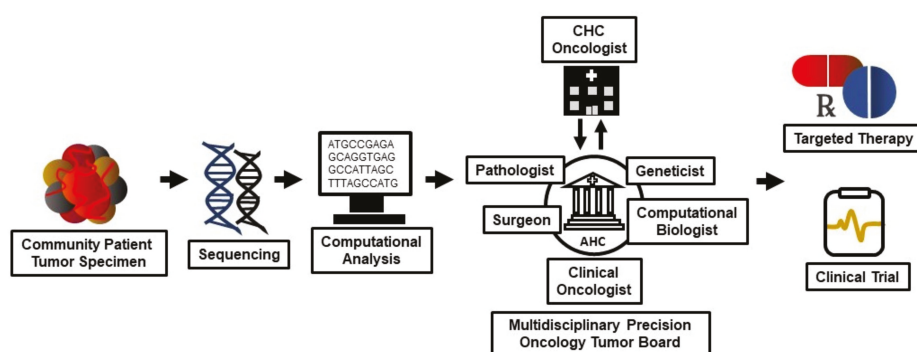 Community Patient
Tumor Specimen
Sequencing
ATGCCGAGA
GCAGGTGAG
GCCATTAGC
TTTAGCCATG
Computational
Analysis
CHC
Oncologist
Pathologist
Geneticist
Surgeon
Computational
Biologist
AHC
Clinical
Oncologist
Multidisciplinary Precision
Oncology Tumor Board
Rx
Targeted Therapy
Clinical Trial